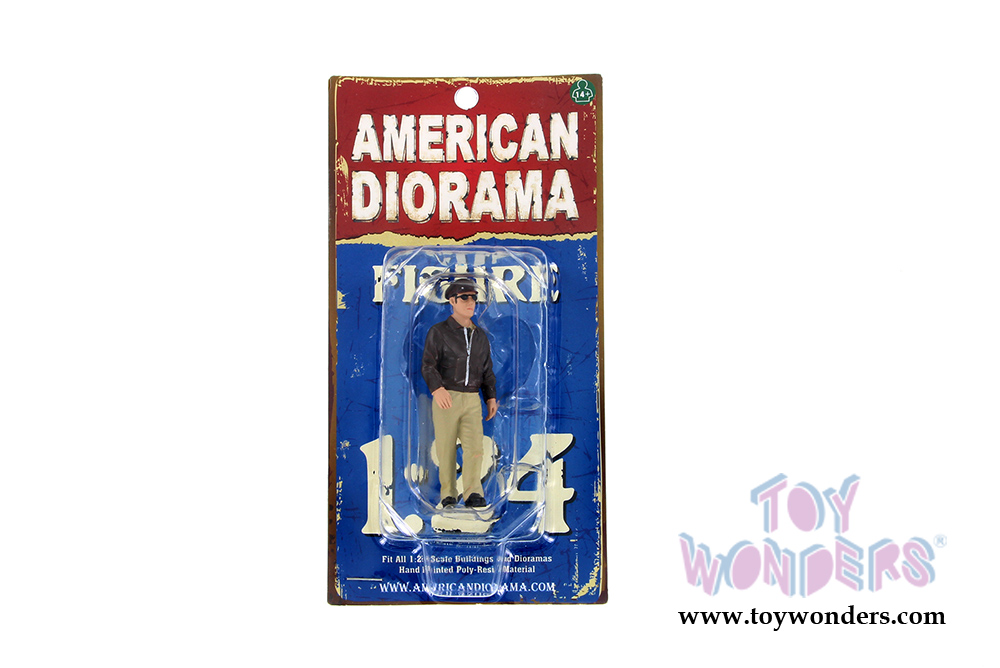 14+
AMERICAN
DIORAMA
FIGURE
1:24
Fit All 1:24 Scale Buildings and Dioramas
Hand Painted Poly-Resin Material
WWW.AMERICANDIORAMA.COM
TOY
WONDERS®
www.toywonders.com